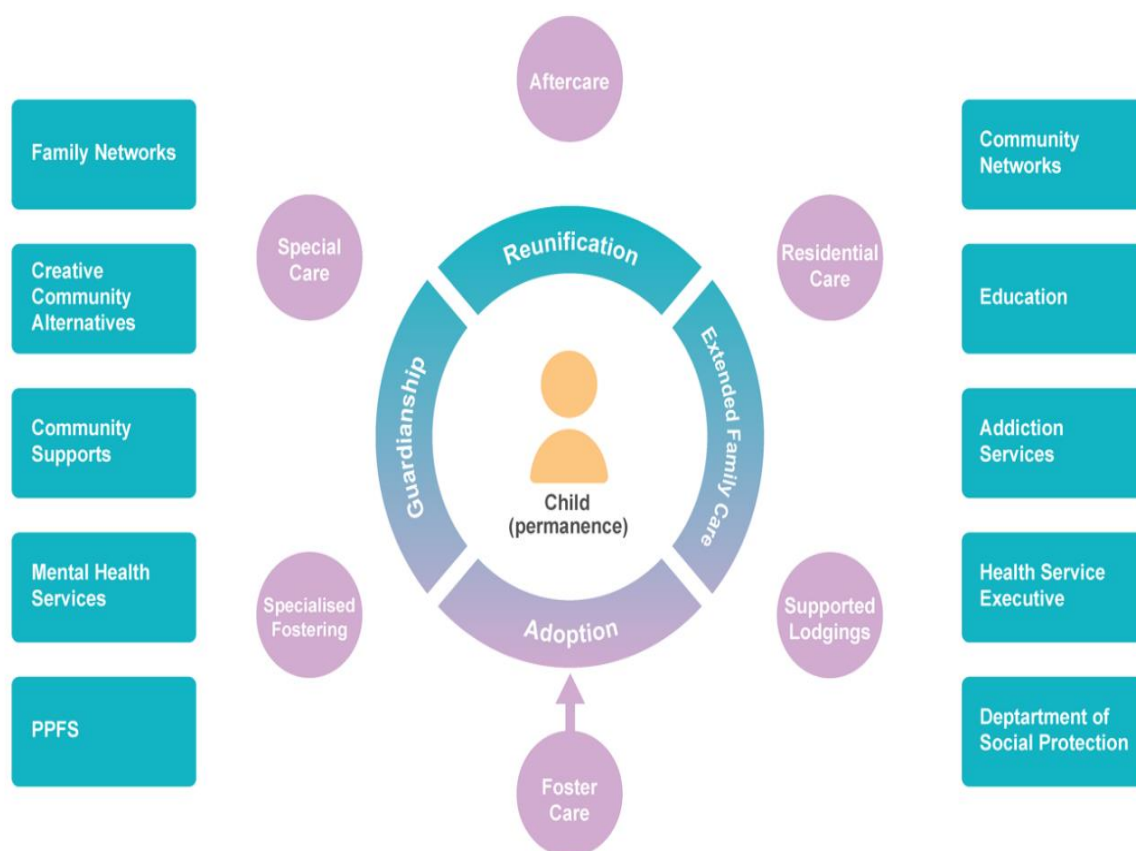 Aftercare
Family Networks
Community
Networks
Special
Care
Reunification
Residential
Care
Creative
Community
Alternatives
Education
Guardianship
Extended Family Care
Child
(permanence)
Community
Supports
Addiction
Services
Mental Health
Services
Specialised
Fostering
Adoption
Supported
Lodgings
Health Service
Executive
PPFS
Foster
Care
Deptartment of
Social Protection